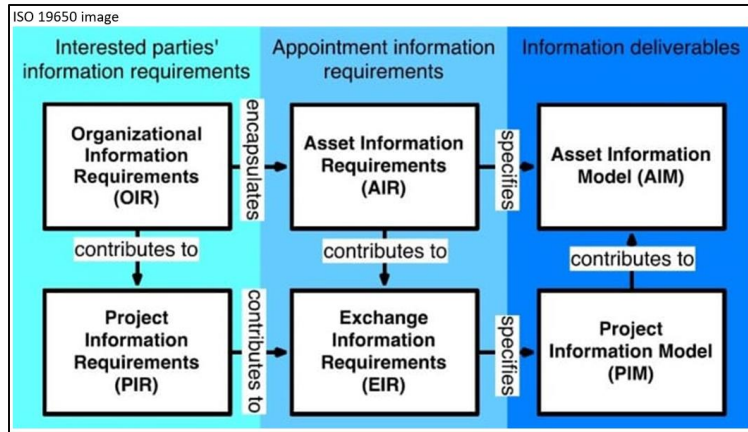 ISO 19650 image
Interested parties'
information requirements
Appointment information
requirements
Information deliverables
Organizational
Information
Requirements
(OIR)
encapsulates
Asset Information
Requirements
(AIR)
specifies
Asset Information
Model (AIM)
contributes to
contributes to
contributes to
Project
Information
Requirements
(PIR)
contributes to
Exchange
Information
Requirements
(EIR)
specifies
Project
Information Model
(PIM)